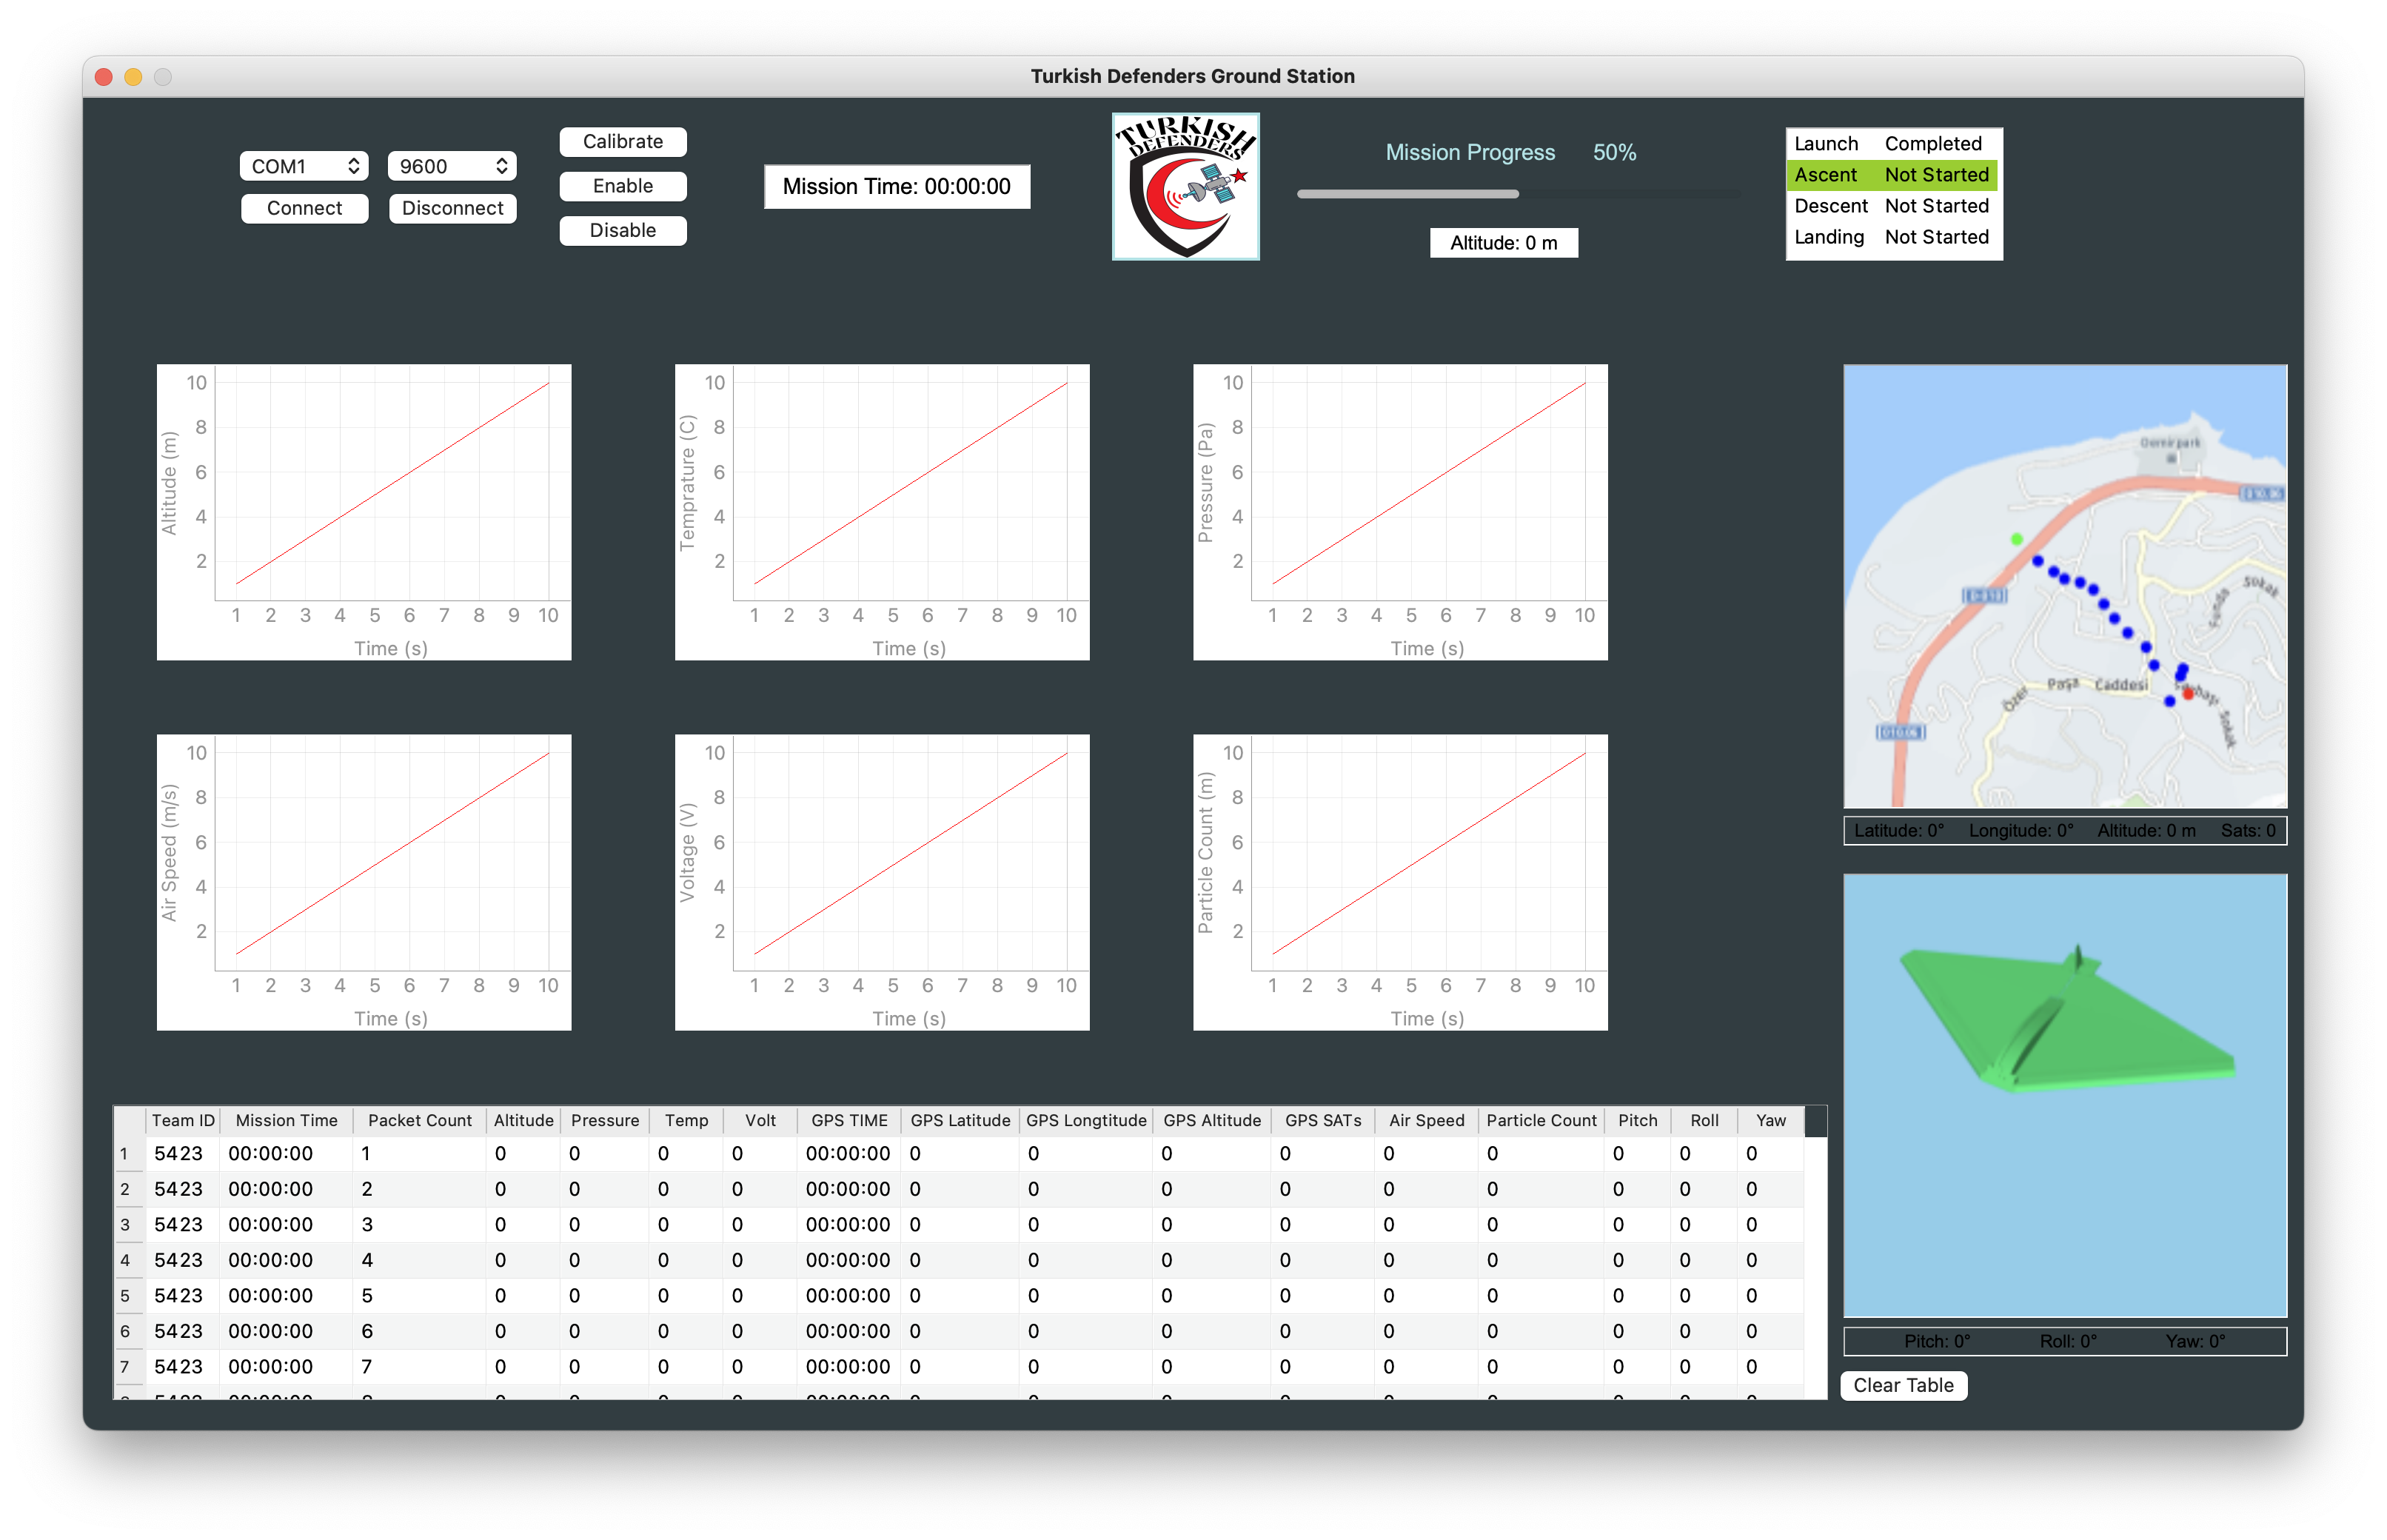 Turkish Defenders Ground Station
COM1
9600
Connect
Disconnect
Calibrate
Enable
Disable
Mission Time: 00:00:00
TURKISH
DEFENDERS
Mission Progress 50%
Altitude: 0 m
Launch Completed
Ascent Not Started
Descent Not Started
Landing Not Started
Altitude (m)
10
8
6
4
2
1 2 3 4 5 6 7 8 9 10
Time (s)
Temprature (C)
10
8
6
4
2
1 2 3 4 5 6 7 8 9 10
Time (s)
Pressure (Pa)
10
8
6
4
2
1 2 3 4 5 6 7 8 9 10
Time (s)
Demirpark
D010.06
D-010
Funda
Sokak
Özer Paşa Caddesi
Sokak
D10.06
Latitude: 0° Longitude: 0° Altitude: 0 m Sats: 0
Air Speed (m/s)
10
8
6
4
2
1 2 3 4 5 6 7 8 9 10
Time (s)
Voltage (V)
10
8
6
4
2
1 2 3 4 5 6 7 8 9 10
Time (s)
Particle Count (m)
10
8
6
4
2
1 2 3 4 5 6 7 8 9 10
Time (s)
Pitch: 0° Roll: 0° Yaw: 0°
Team ID Mission Time Packet Count Altitude Pressure Temp Volt GPS TIME GPS Latitude GPS Longtitude GPS Altitude GPS SATs Air Speed Particle Count Pitch Roll Yaw
1 5423 00:00:00 1 0 0 0 0 00:00:00 0 0 0 0 0 0 0 0 0
2 5423 00:00:00 2 0 0 0 0 00:00:00 0 0 0 0 0 0 0 0 0
3 5423 00:00:00 3 0 0 0 0 00:00:00 0 0 0 0 0 0 0 0 0
4 5423 00:00:00 4 0 0 0 0 00:00:00 0 0 0 0 0 0 0 0 0
5 5423 00:00:00 5 0 0 0 0 00:00:00 0 0 0 0 0 0 0 0 0
6 5423 00:00:00 6 0 0 0 0 00:00:00 0 0 0 0 0 0 0 0 0
7 5423 00:00:00 7 0 0 0 0 00:00:00 0 0 0 0 0 0 0 0 0
Clear Table